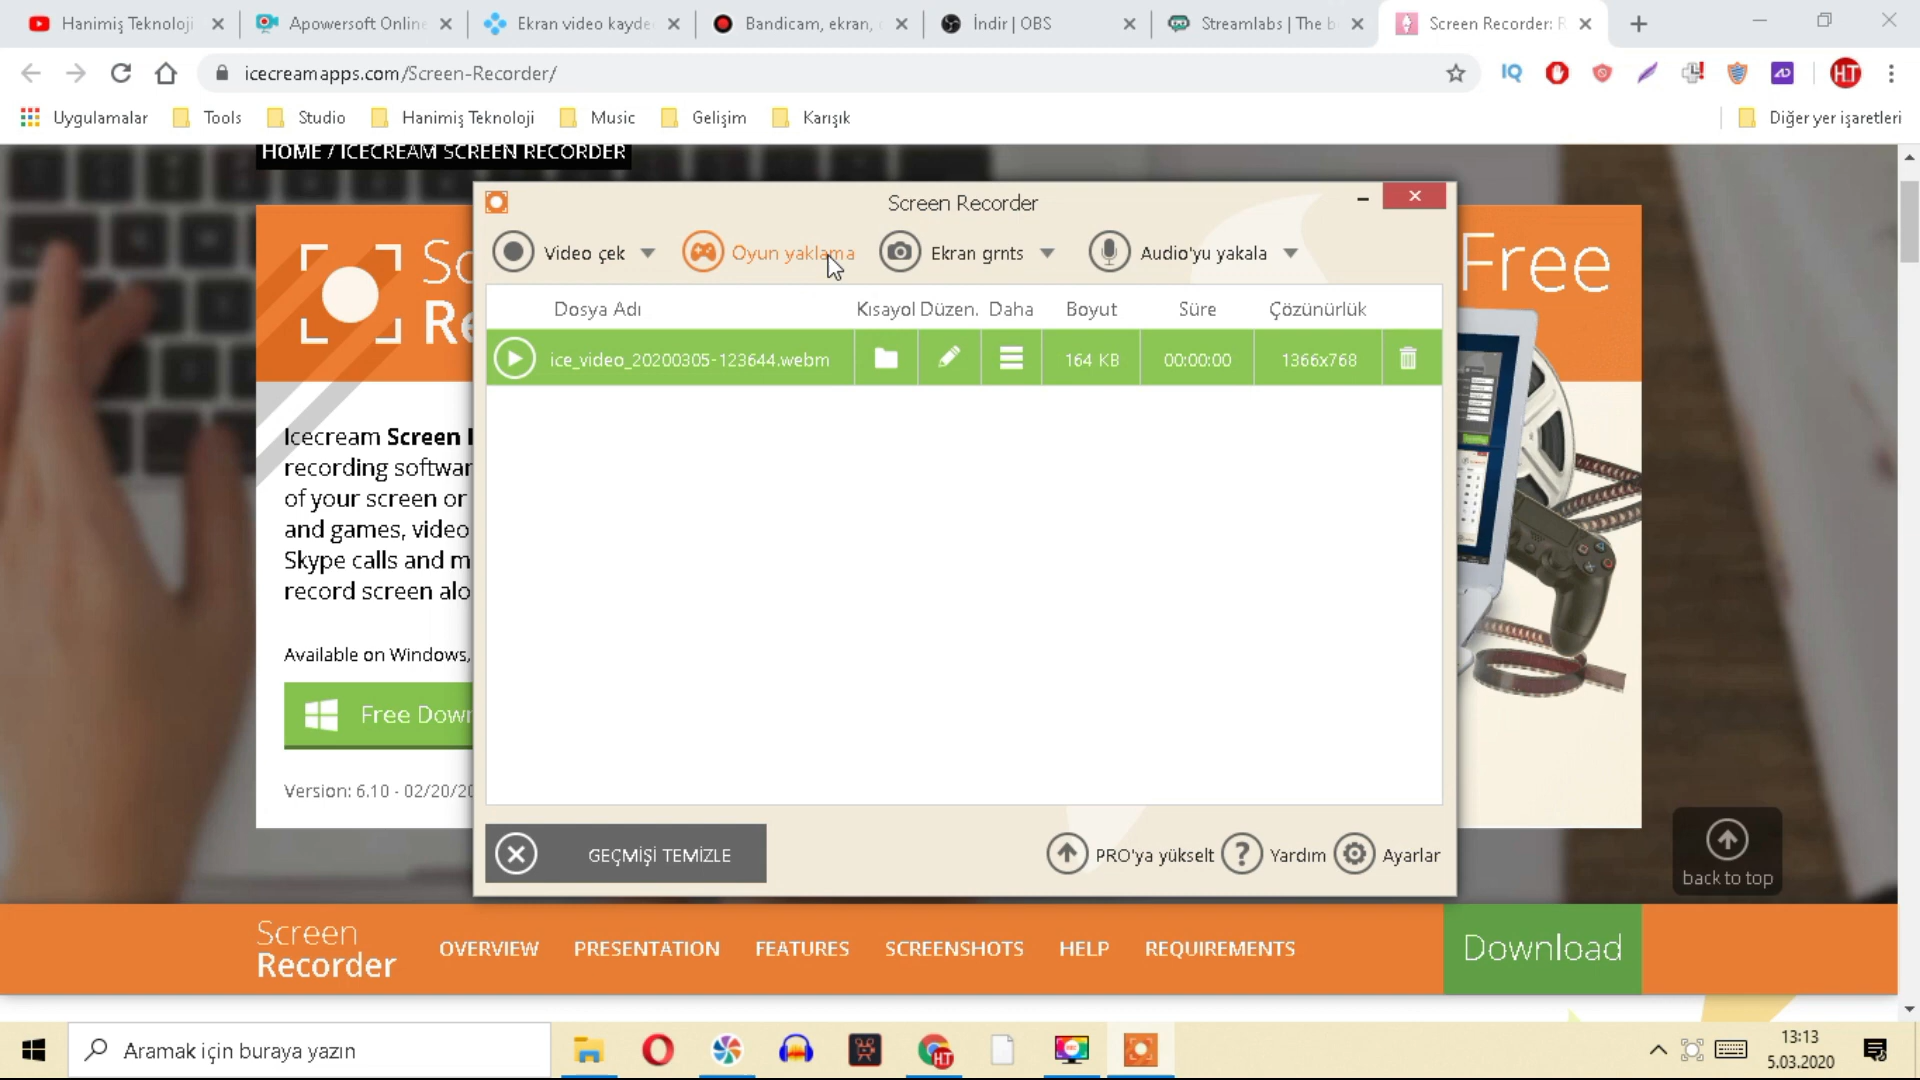 Hanimiş Teknoloji
Apowersoft Online
Ekran video kayde
Bandicam, ekran,
İndir | OBS
Streamlabs | The b
Screen Recorder: R
icecreamapps.com/Screen-Recorder/
IQ
HT
Uygulamalar
Tools
Studio
Hanimiş Teknoloji
Music
Gelişim
Karışık
Diğer yer işaretleri
HOME / ICECREAM SCREEN RECORDER
Screen Recorder
Video çek
Oyun yaklama
Ekran grnts
Audio'yu yakala
Dosya Adı
Kısayol
Düzen.
Daha
Boyut
Süre
Çözünürlük
ice_video_20200305-123644.webm
164 KB
00:00:00
1366x768
Free
Icecream Screen
recording softwar
of your screen or
and games, video
Skype calls and m
record screen alo
Available on Windows,
Free Down
Version: 6.10 - 02/20/20
GEÇMİŞİ TEMİZLE
PRO'ya yükselt
Yardım
Ayarlar
back to top
Screen
Recorder
OVERVIEW
PRESENTATION
FEATURES
SCREENSHOTS
HELP
REQUIREMENTS
Download
Aramak için buraya yazın
13:13
5.03.2020